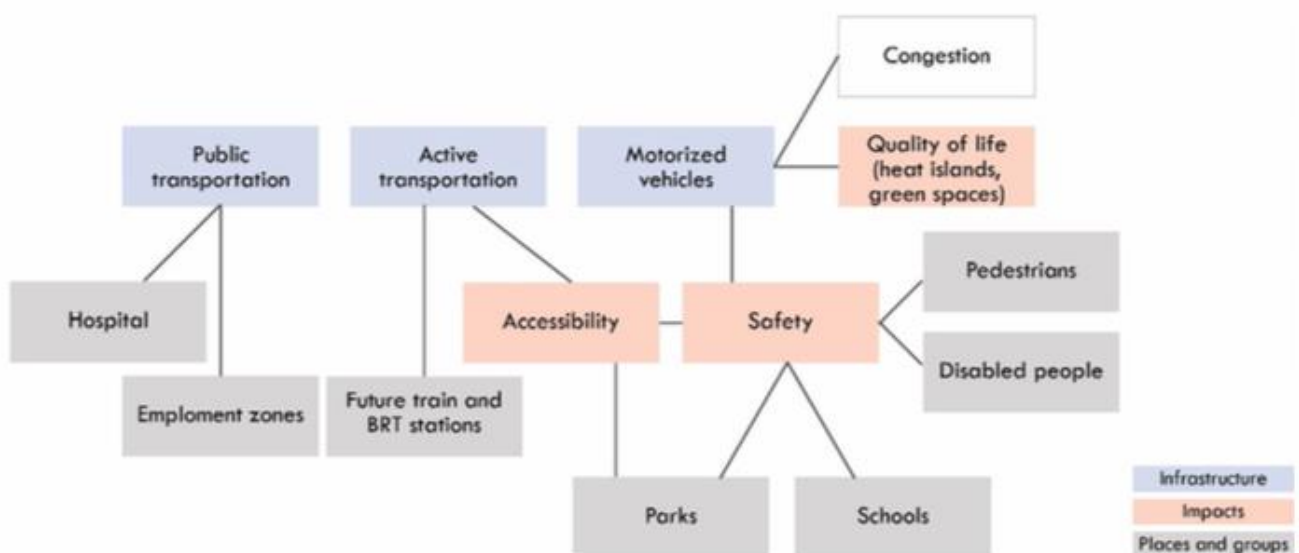 Congestion
Public
transportation
Active
transportation
Motorized
vehicles
Quality of life
(heat islands,
green spaces)
Pedestrians
Hospital
Accessibility
Safety
Disabled people
Emploment zones
Future train and
BRT stations
Parks
Schools
Infrastructure
Impacts
Places and groups